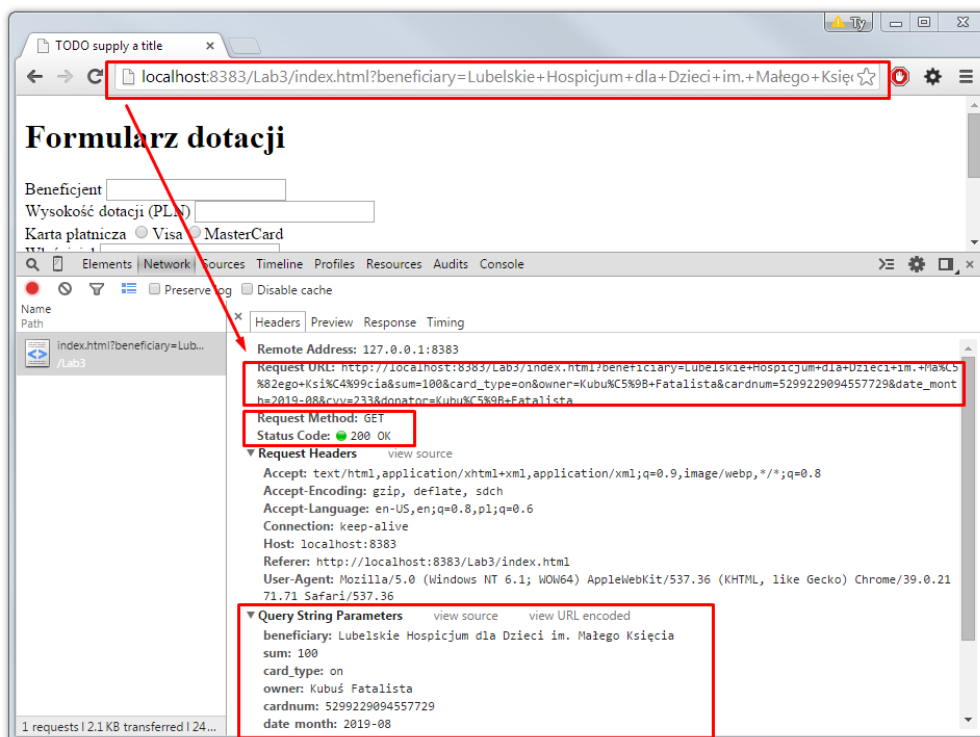 Ty
TODO supply a title
localhost:8383/Lab3/index.html?beneficiary=Lubelskie+Hospicjum+dla+Dzieci+im.+Małego+Księ
Formularz dotacji
Beneficjent
Wysokość dotacji (PLN)
Karta płatnicza Visa MasterCard
Elements Network Sources Timeline Profiles Resources Audits Console
Preserve log Disable cache
Name
Path
Headers Preview Response Timing
index.html?beneficiary=Lub...
/Lab3
Remote Address: 127.0.0.1:8383
Request URL: http://localhost:8383/Lab3/index.html?beneficiary=Lubelskie+Hospicjum+dla+Dzieci+im.+Ma%C5
%82ego+Ksi%C4%99cia&sum=100&card_type=on&owner=Kubu%C5%9B+Fatalista&cardnum=5299229094557729&date_mont
h=2019-08&cvv=233&donator=Kubu%C5%9B+Fatalista
Request Method: GET
Status Code: 200 OK
Request Headers view source
Accept: text/html,application/xhtml+xml,application/xml;q=0.9,image/webp,*/*;q=0.8
Accept-Encoding: gzip, deflate, sdch
Accept-Language: en-US,en;q=0.8,pl;q=0.6
Connection: keep-alive
Host: localhost:8383
Referer: http://localhost:8383/Lab3/index.html
User-Agent: Mozilla/5.0 (Windows NT 6.1; WOW64) AppleWebKit/537.36 (KHTML, like Gecko) Chrome/39.0.21
71.71 Safari/537.36
Query String Parameters view source view URL encoded
beneficiary: Lubelskie Hospicjum dla Dzieci im. Małego Księcia
sum: 100
card_type: on
owner: Kubuś Fatalista
cardnum: 5299229094557729
date_month: 2019-08
1 requests | 2.1 KB transferred | 24...